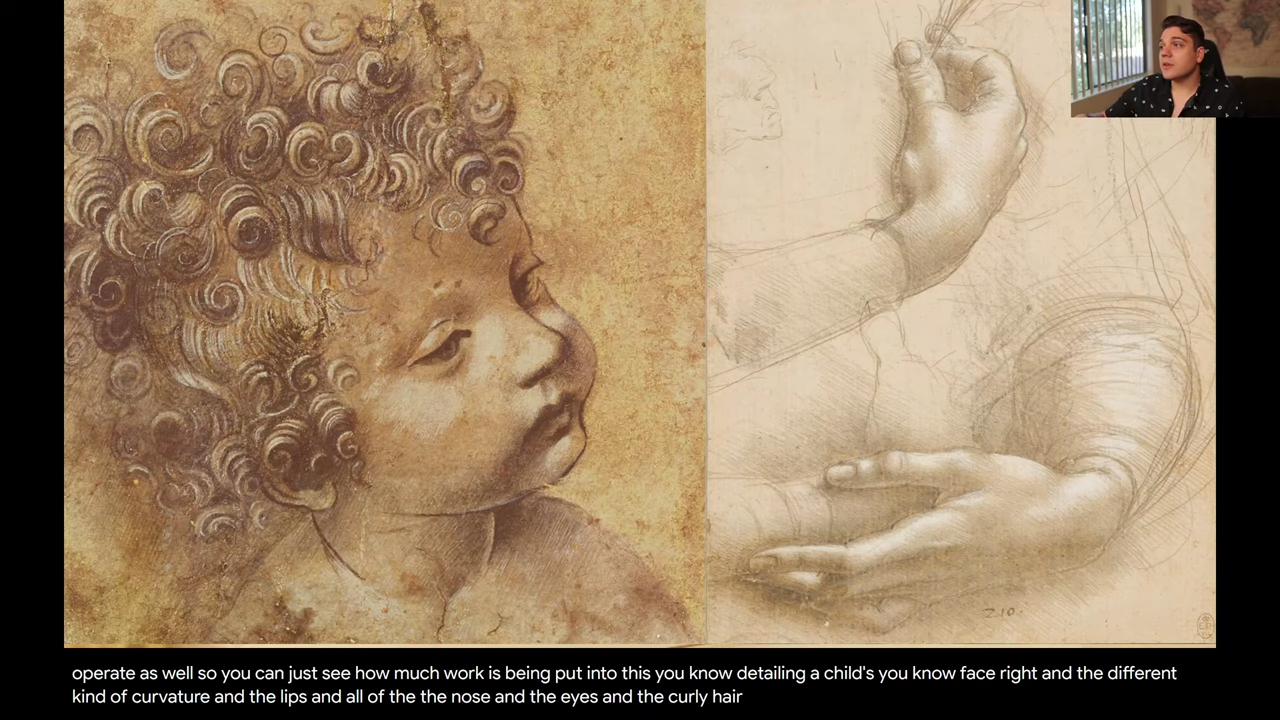 210.
operate as well so you can just see how much work is being put into this you know detailing a child's you know face right and the different
kind of curvature and the lips and all of the the nose and the eyes and the curly hair